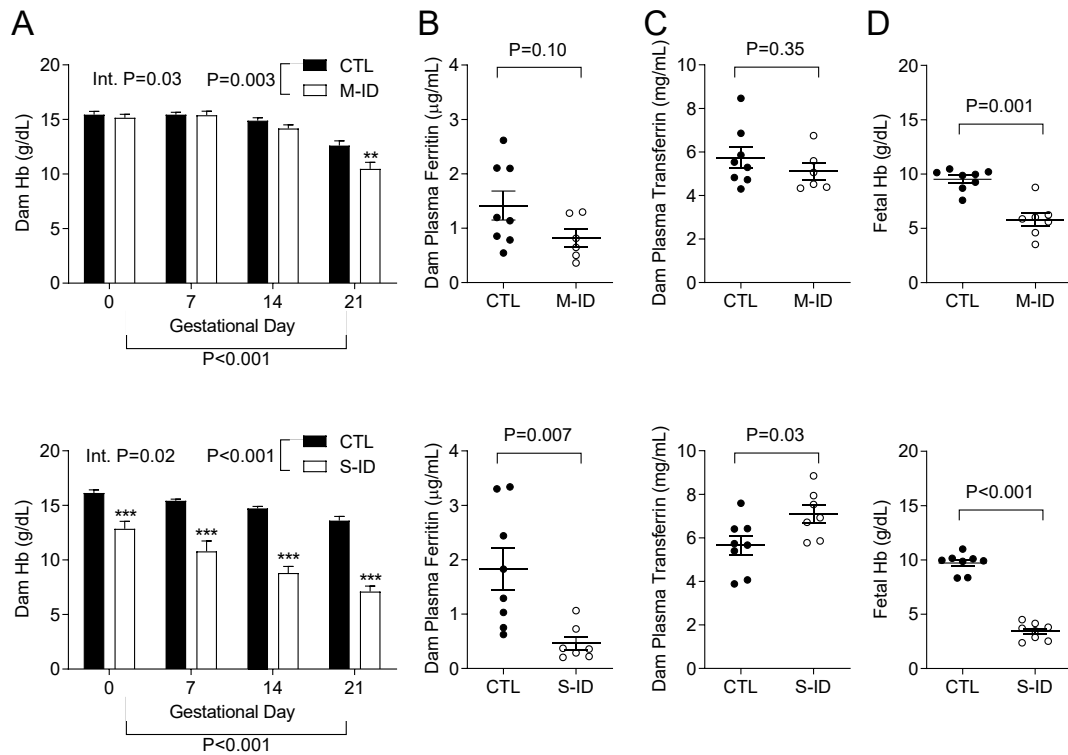 A
Dam Hb (g/dL)
20
15
10
5
0
Int. P=0.03
P=0.003
CTL
M-ID
**
0 7 14 21
Gestational Day
P<0.001
B
Dam Plasma Ferritin (μg/mL)
4
3
2
1
0
P=0.10
CTL M-ID
C
Dam Plasma Transferrin (mg/mL)
10
8
6
4
2
0
P=0.35
CTL M-ID
D
Fetal Hb (g/dL)
20
15
10
5
0
P=0.001
CTL M-ID
Dam Hb (g/dL)
20
15
10
5
0
Int. P=0.02
P<0.001
CTL
S-ID
*** *** *** ***
0 7 14 21
Gestational Day
P<0.001
Dam Plasma Ferritin (μg/mL)
4
3
2
1
0
P=0.007
CTL S-ID
Dam Plasma Transferrin (mg/mL)
10
8
6
4
2
0
P=0.03
CTL S-ID
Fetal Hb (g/dL)
20
15
10
5
0
P<0.001
CTL S-ID